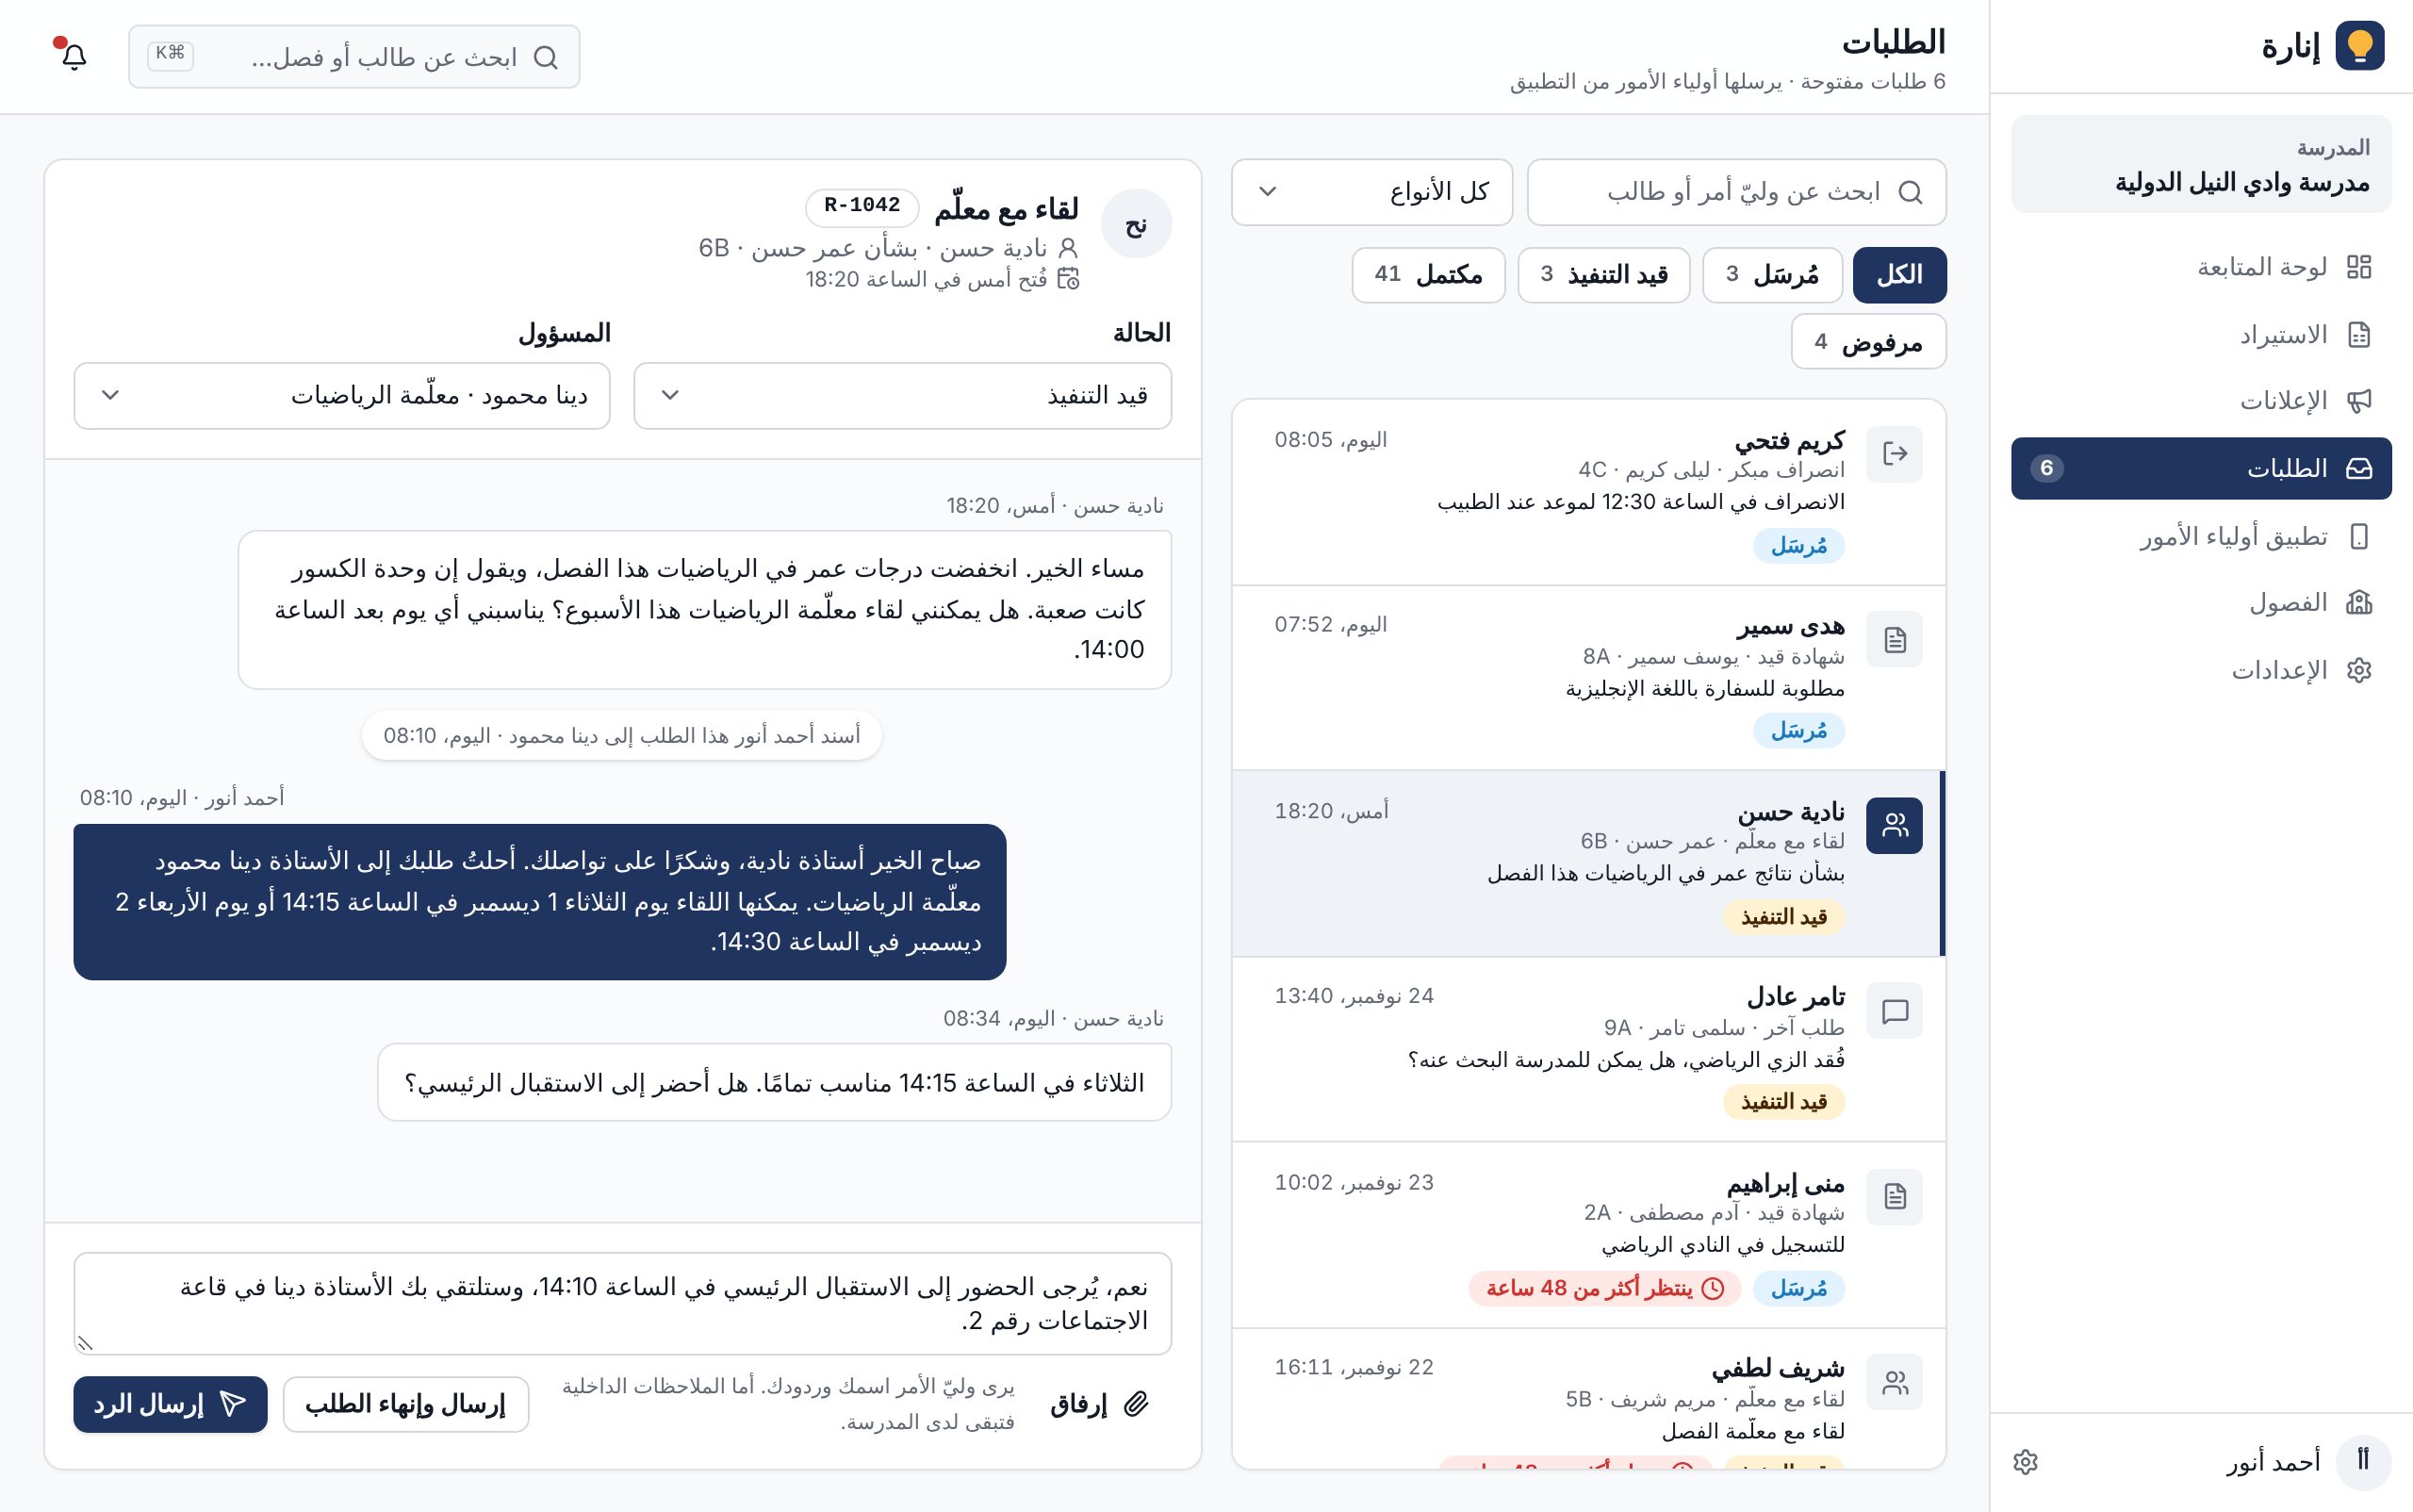 إنارة
المدرسة
مدرسة وادي النيل الدولية
لوحة المتابعة
الاستيراد
الإعلانات
الطلبات 6
تطبيق أولياء الأمور
الفصول
الإعدادات
أأ
أحمد أنور
الطلبات
6 طلبات مفتوحة · يرسلها أولياء الأمور من التطبيق
ابحث عن طالب أو فصل... ⌘K
ابحث عن وليّ أمر أو طالب
كل الأنواع
الكل
مُرسَل 3
قيد التنفيذ 3
مكتمل 41
مرفوض 4
كريم فتحي
اليوم، 08:05
انصراف مبكر · ليلى كريم · 4C
الانصراف في الساعة 12:30 لموعد عند الطبيب
مُرسَل
هدى سمير
اليوم، 07:52
شهادة قيد · يوسف سمير · 8A
مطلوبة للسفارة باللغة الإنجليزية
مُرسَل
نادية حسن
أمس، 18:20
لقاء مع معلّم · عمر حسن · 6B
بشأن نتائج عمر في الرياضيات هذا الفصل
قيد التنفيذ
تامر عادل
24 نوفمبر، 13:40
طلب آخر · سلمى تامر · 9A
فُقد الزي الرياضي، هل يمكن للمدرسة البحث عنه؟
قيد التنفيذ
منى إبراهيم
23 نوفمبر، 10:02
شهادة قيد · آدم مصطفى · 2A
للتسجيل في النادي الرياضي
مُرسَل
ينتظر أكثر من 48 ساعة
شريف لطفي
22 نوفمبر، 16:11
لقاء مع معلّم · مريم شريف · 5B
لقاء مع معلّمة الفصل
نح
لقاء مع معلّم R-1042
نادية حسن · بشأن عمر حسن · 6B
فُتح أمس في الساعة 18:20
الحالة
قيد التنفيذ
المسؤول
دينا محمود · معلّمة الرياضيات
نادية حسن · أمس، 18:20
مساء الخير. انخفضت درجات عمر في الرياضيات هذا الفصل، ويقول إن وحدة الكسور
كانت صعبة. هل يمكنني لقاء معلّمة الرياضيات هذا الأسبوع؟ يناسبني أي يوم بعد الساعة
14:00.
أسند أحمد أنور هذا الطلب إلى دينا محمود · اليوم، 08:10
أحمد أنور · اليوم، 08:10
صباح الخير أستاذة نادية، وشكرًا على تواصلك. أحلتُ طلبك إلى الأستاذة دينا محمود
معلّمة الرياضيات. يمكنها اللقاء يوم الثلاثاء 1 ديسمبر في الساعة 14:15 أو يوم الأربعاء 2
ديسمبر في الساعة 14:30.
نادية حسن · اليوم، 08:34
الثلاثاء في الساعة 14:15 مناسب تمامًا. هل أحضر إلى الاستقبال الرئيسي؟
نعم، يُرجى الحضور إلى الاستقبال الرئيسي في الساعة 14:10، وستلتقي بك الأستاذة دينا في قاعة
الاجتماعات رقم 2.
إرفاق
يرى وليّ الأمر اسمك وردودك. أما الملاحظات الداخلية
فتبقى لدى المدرسة.
إرسال وإنهاء الطلب
إرسال الرد